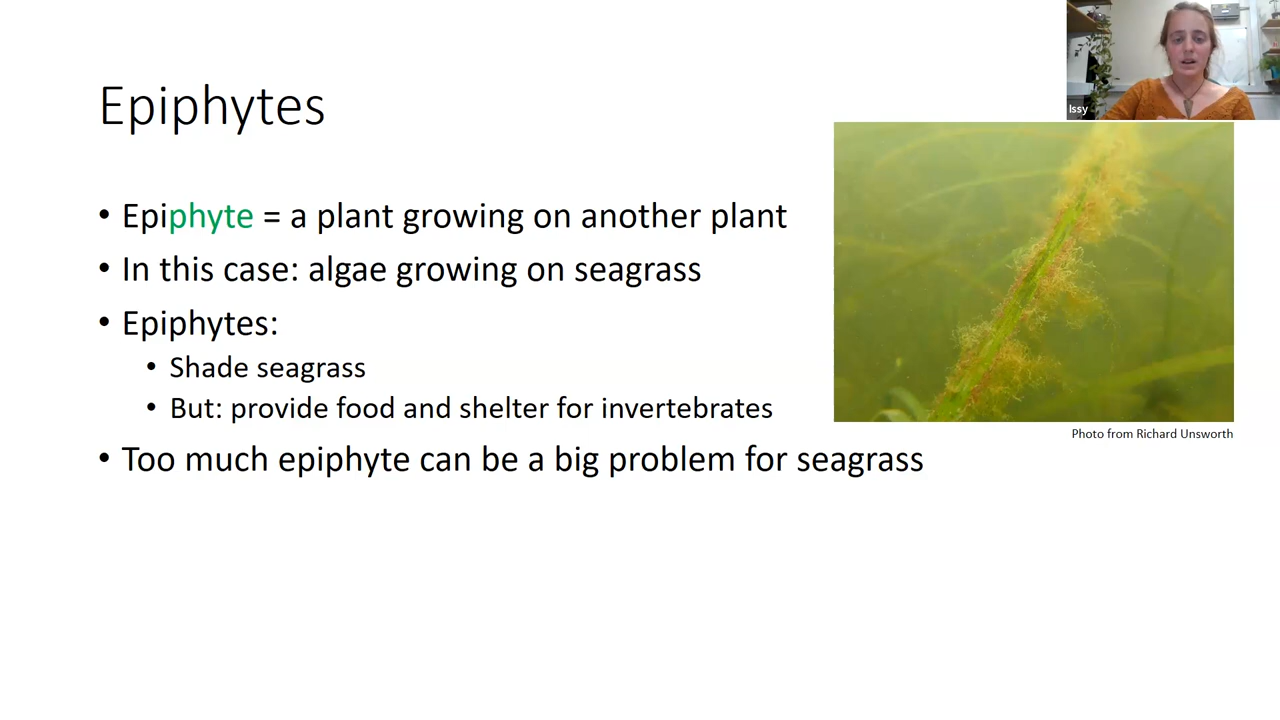 Issy
Epiphytes
• Epiphyte = a plant growing on another plant
• In this case: algae growing on seagrass
• Epiphytes:
• Shade seagrass
• But: provide food and shelter for invertebrates
Photo from Richard Unsworth
• Too much epiphyte can be a big problem for seagrass